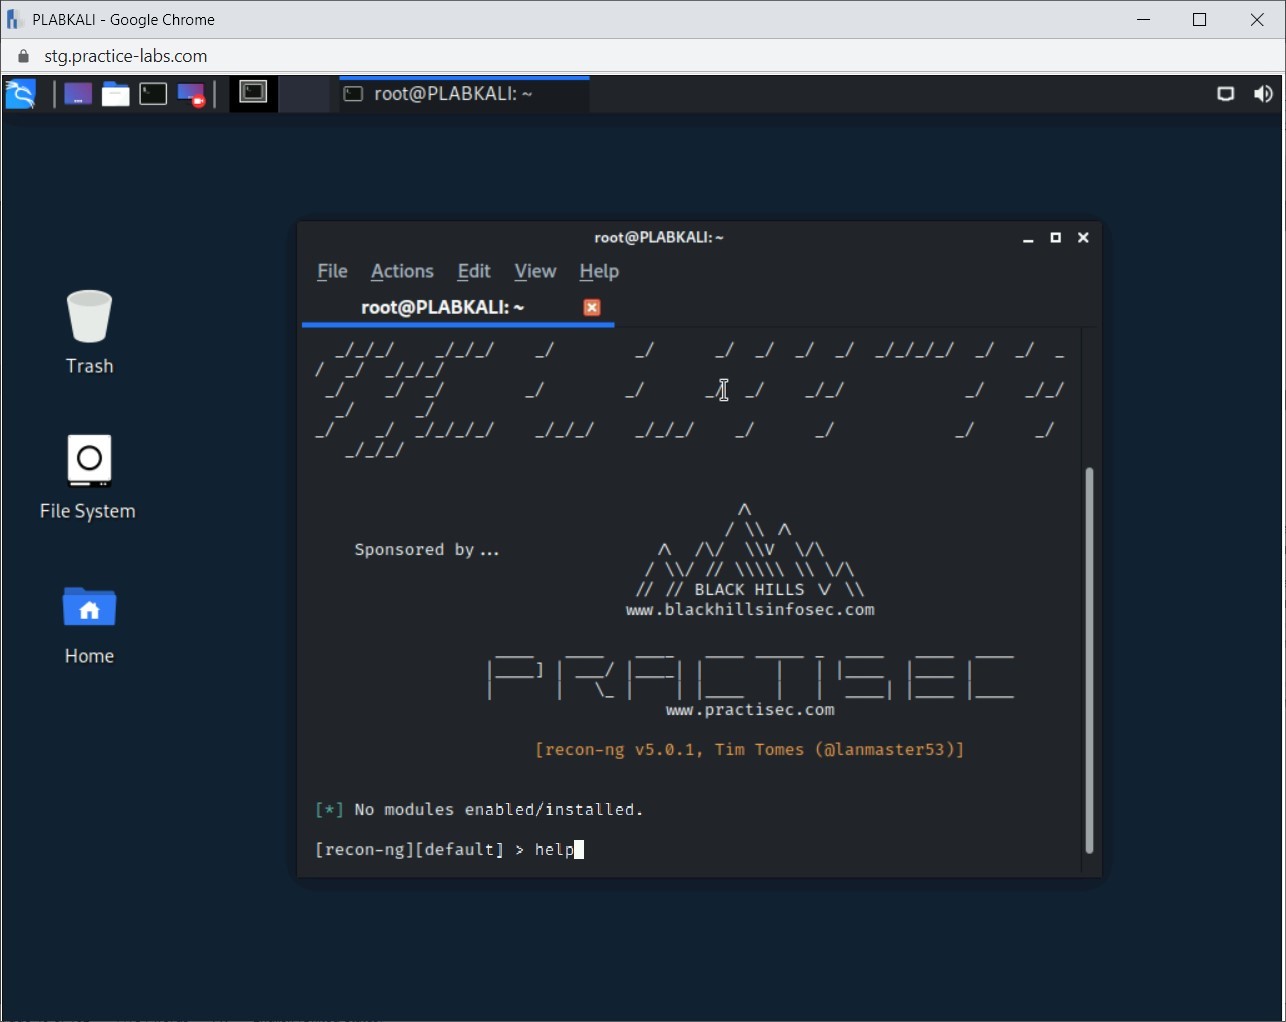 PLABKALI - Google Chrome
stg.practice-labs.com
root@PLABKALI: ~
root@PLABKALI: ~
File Actions Edit View Help
root@PLABKALI: ~
Trash
File System
Home
Sponsored by ...
BLACK HILLS
www.blackhillsinfosec.com
PRACTISEC
www.practisec.com
[recon-ng v5.0.1, Tim Tomes (@lanmaster53)]
[*] No modules enabled/installed.
[recon-ng][default] > help